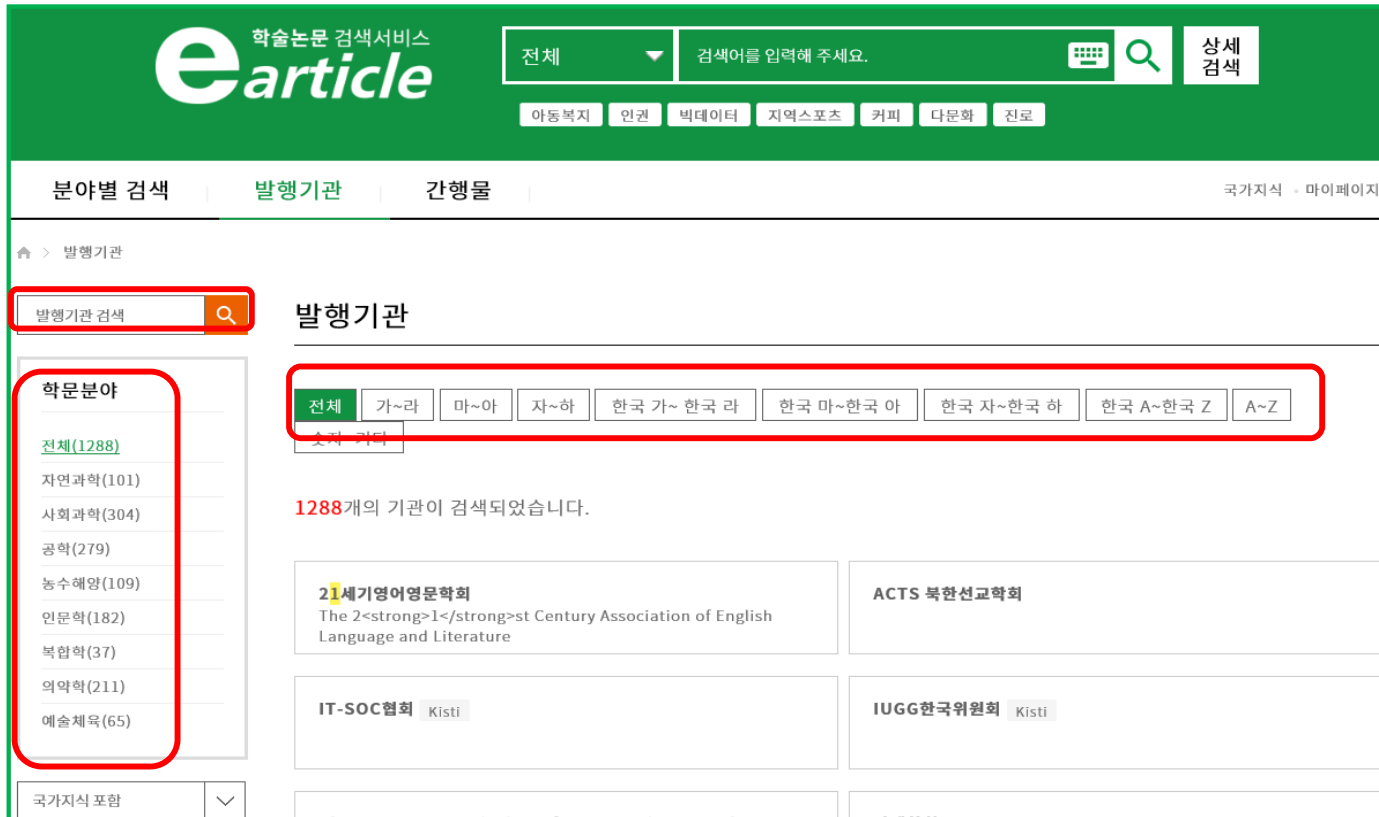 학술논문 검색서비스
earticle
전체
검색어를 입력해 주세요.
상세
검색
아동복지 인권 빅데이터 지역스포츠 커피 다문화 진로
분야별 검색 발행기관 간행물
국가지식 마이페이지
> 발행기관
발행기관 검색
발행기관
학문분야
전체(1288)
자연과학(101)
사회과학(304)
공학(279)
농수해양(109)
인문학(182)
복합학(37)
의약학(211)
예술체육(65)
국가지식 포함
전체 가~라 마~아 자~하 한국 가~ 한국 라 한국 마~한국 아 한국 자~한국 하 한국 A~한국 Z A~Z
1288개의 기관이 검색되었습니다.
21세기영어영문학회
The 2<strong>1</strong>st Century Association of English
Language and Literature
ACTS 북한선교학회
IT-SOC협회 Kisti
IUGG한국위원회 Kisti